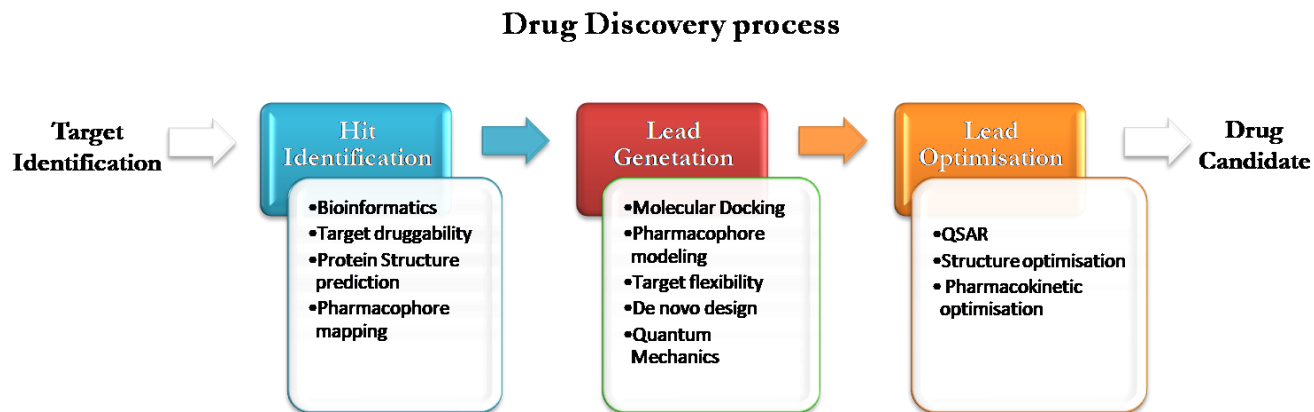 Drug Discovery process
Target
Identification
Hit
Identification
•Bioinformatics
•Target druggability
•Protein Structure
prediction
•Pharmacophore
mapping
Lead
Genetation
•Molecular Docking
•Pharmacophore
modeling
•Target flexibility
•De novo design
•Quantum
Mechanics
Lead
Optimisation
•QSAR
•Structure optimisation
• Pharmacokinetic
optimisation
Drug
Candidate